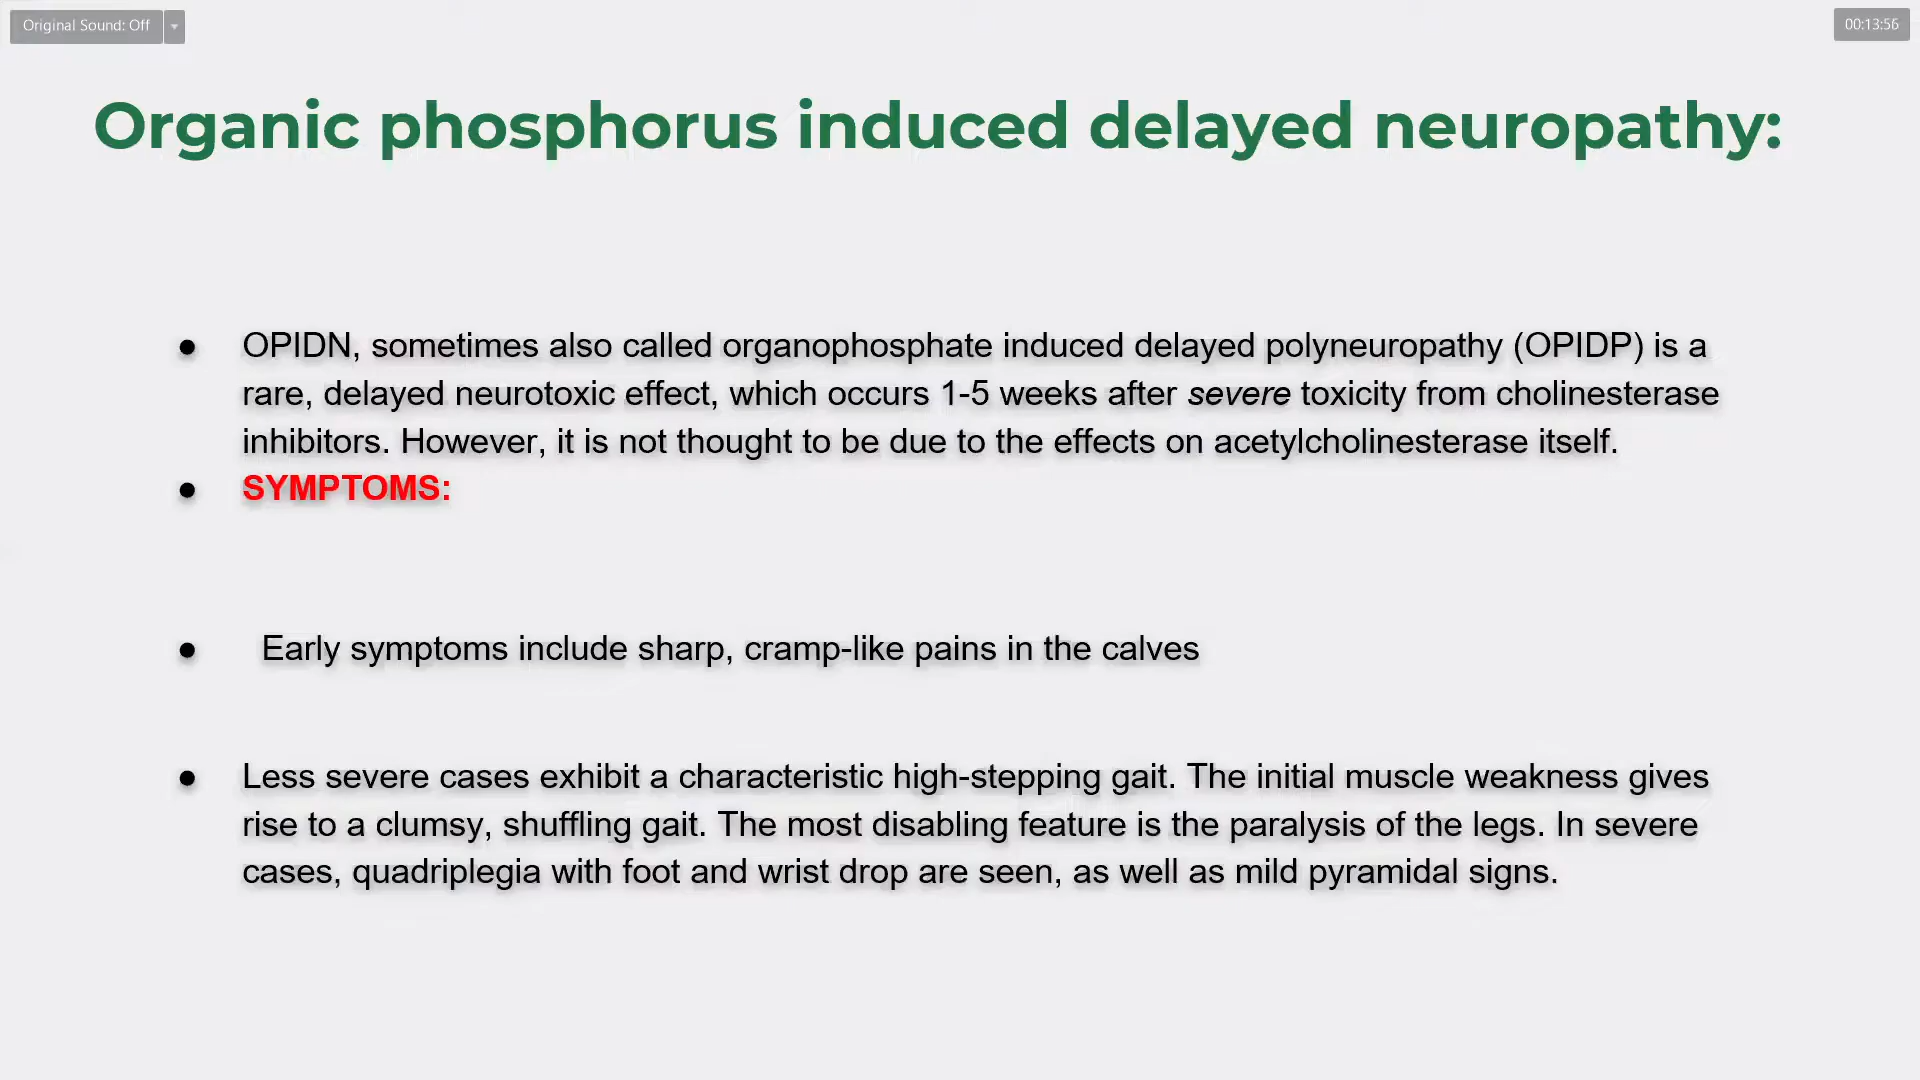 Original Sound: Off
00:13:56
Organic phosphorus induced delayed neuropathy:
● OPIDN, sometimes also called organophosphate induced delayed polyneuropathy (OPIDP) is a
rare, delayed neurotoxic effect, which occurs 1-5 weeks after severe toxicity from cholinesterase
inhibitors. However, it is not thought to be due to the effects on acetylcholinesterase itself.
● SYMPTOMS:
● Early symptoms include sharp, cramp-like pains in the calves
● Less severe cases exhibit a characteristic high-stepping gait. The initial muscle weakness gives
rise to a clumsy, shuffling gait. The most disabling feature is the paralysis of the legs. In severe
cases, quadriplegia with foot and wrist drop are seen, as well as mild pyramidal signs.